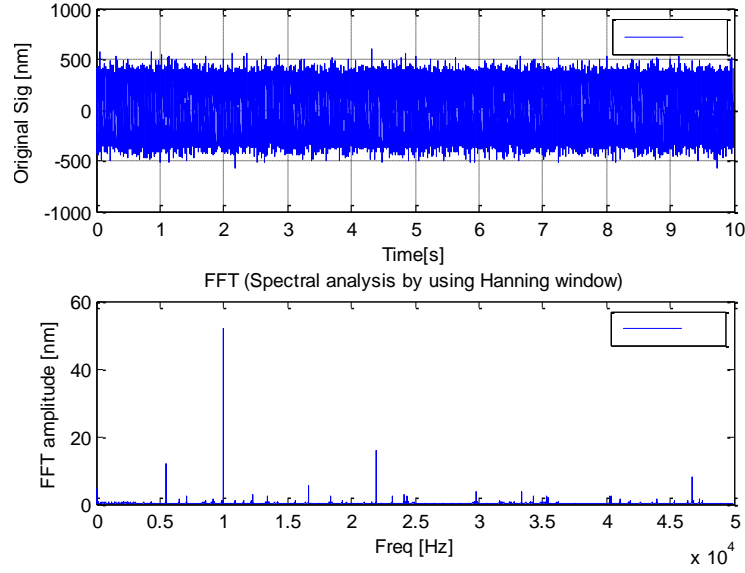 1000
500
0
-500
-1000
Original Sig [nm]
0 1 2 3 4 5 6 7 8 9 10
Time[s]
FFT (Spectral analysis by using Hanning window)
60
40
20
0
FFT amplitude [nm]
0 0.5 1 1.5 2 2.5 3 3.5 4 4.5 5
Freq [Hz]
x 10^4